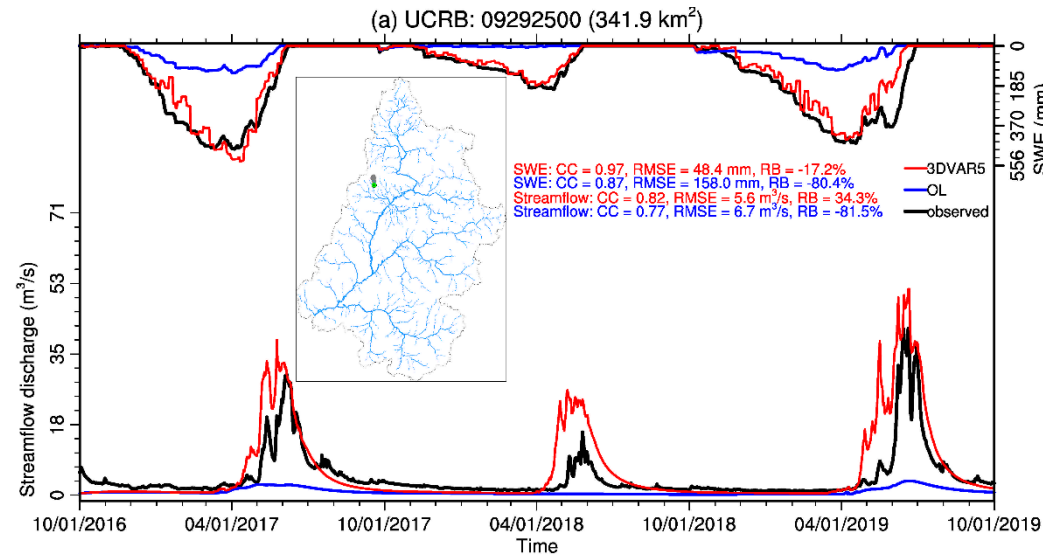 (a) UCRB: 09292500 (341.9 km²)
0
185
370
556
SWE (mm)
SWE: CC = 0.97, RMSE = 48.4 mm, RB = -17.2%
SWE: CC = 0.87, RMSE = 158.0 mm, RB = -80.4%
Streamflow: CC = 0.82, RMSE = 5.6 m³/s, RB = 34.3%
Streamflow: CC = 0.77, RMSE = 6.7 m³/s, RB = -81.5%
3DVAR5
OL
observed
Streamflow discharge (m³/s)
71
53
35
18
0
10/01/2016
04/01/2017
10/01/2017
04/01/2018
10/01/2018
04/01/2019
10/01/2019
Time